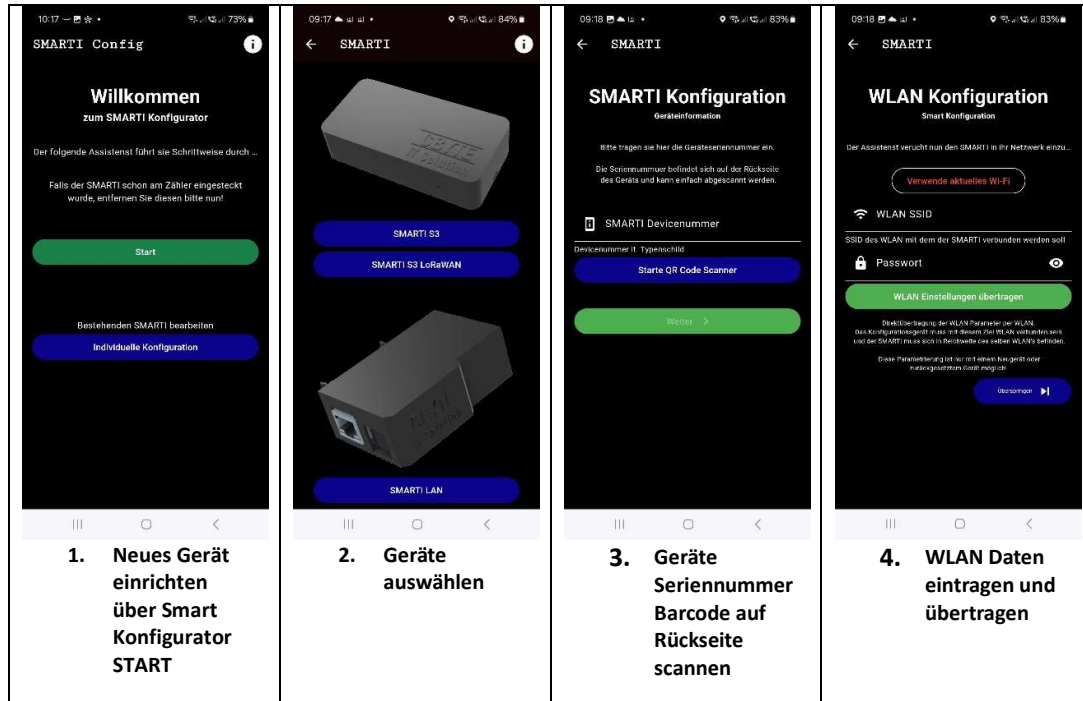 10:17
73%
SMARTI Config
Willkommen
zum SMARTI Konfigurator
Der folgende Assistenst führt sie Schrittweise durch ...
Falls der SMARTI schon am Zähler eingesteckt
wurde, entfernen Sie diesen bitte nun!
Start
Bestehenden SMARTI bearbeiten
Individuelle Konfiguration
1. Neues Gerät
einrichten
über Smart
Konfigurator
START
09:17
84%
SMARTI
IT Solution
SMARTI S3
SMARTI S3 LoRaWAN
IT Solution
SMARTI LAN
2. Geräte
auswählen
09:18
83%
SMARTI
SMARTI Konfiguration
Geräteinformation
Bitte tragen sie hier die Geräteseriennummer ein.
Die Seriennummuer befindet sich auf der Rückseite
des Geräts und kann einfach abgescannt werden.
SMARTI Devicenummer
Devicenummer lt. Typenschild
Starte QR Code Scanner
Weiter >
3. Geräte
Seriennummer
Barcode auf
Rückseite
scannen
09:18
83%
SMARTI
WLAN Konfiguration
Smart Konfiguration
Der Assistenst verucht nun den SMARTI in Ihr Netzwerk einzu...
Verwende aktuelles Wi-Fi
WLAN SSID
SSID des WLAN mit dem der SMARTI verbunden werden soll
Passwort
WLAN Einstellungen übertragen
Direktübertragung der WLAN Parameter per WLAN.
Das Konfigurationsgerät muss mit diesem Ziel WLAN verbunden sein
und der SMARTI muss sich in Reichweite des selben WLAN's befinden.
Diese Parametrierung ist nur mit einem Neugerät oder
zurückgesetztem Gerät möglich!
Überspringen
4. WLAN Daten
eintragen und
übertragen